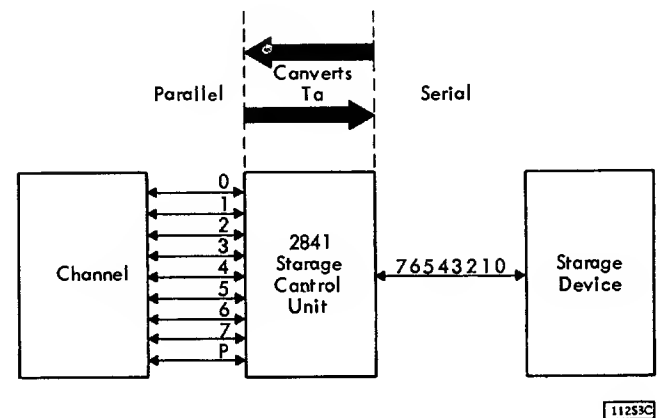 Canverts
Parallel Ta Serial
0
1
2
3
4
5
6
7
P
Channel
2841
Starage
Cantrol
Unit
76543210
Starage
Device
11253C